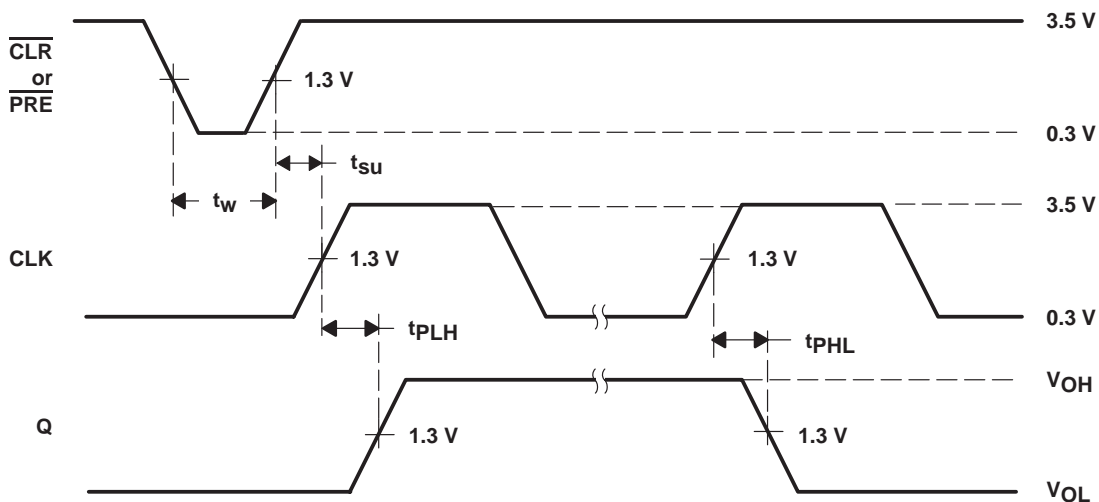 3.5 V
CLR
or
PRE
1.3 V
0.3 V
tsu
tw
3.5 V
CLK
1.3 V
1.3 V
0.3 V
tPLH
tPHL
VOH
Q
1.3 V
1.3 V
VOL